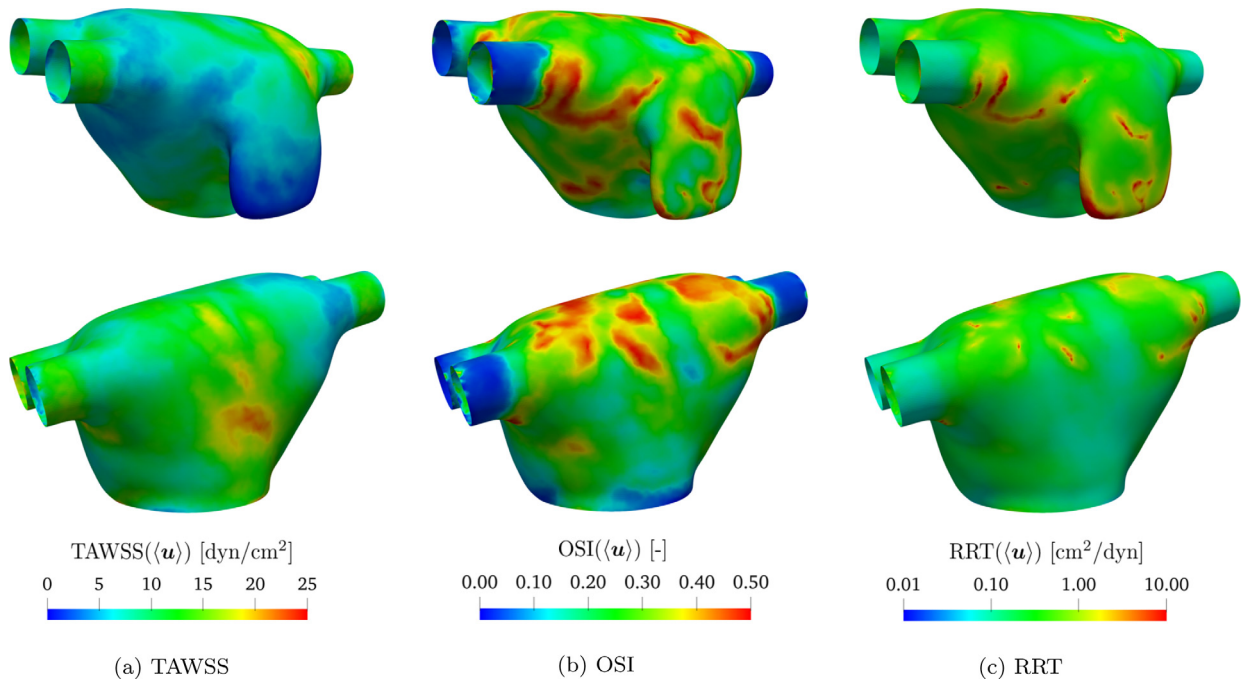 TAWSS(⟨u⟩) [dyn/cm²]
0 5 10 15 20 25
(a) TAWSS
OSI(⟨u⟩) [-]
0.00 0.10 0.20 0.30 0.40 0.50
(b) OSI
RRT(⟨u⟩) [cm²/dyn]
0.01 0.10 1.00 10.00
(c) RRT